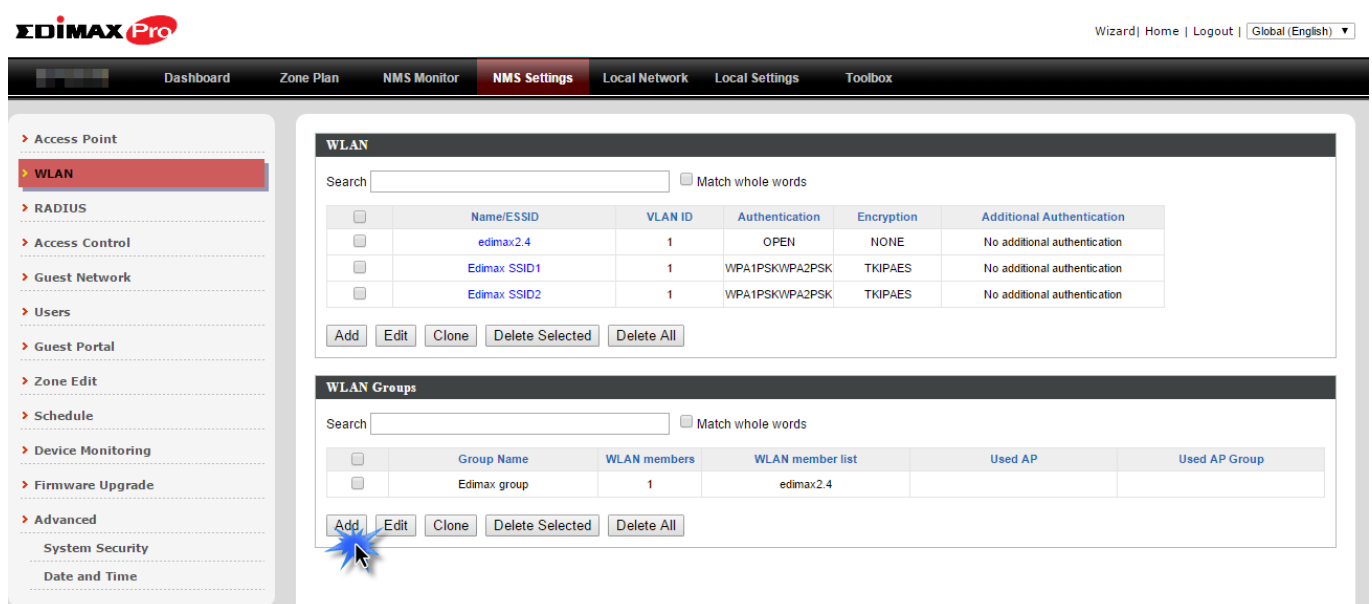 EDIMAX Pro
Wizard| Home | Logout | Global (English) ▼
Dashboard Zone Plan NMS Monitor NMS Settings Local Network Local Settings Toolbox
Access Point
WLAN
RADIUS
Access Control
Guest Network
Users
Guest Portal
Zone Edit
Schedule
Device Monitoring
Firmware Upgrade
Advanced
System Security
Date and Time
WLAN
Search Match whole words
Name/ESSID VLAN ID Authentication Encryption Additional Authentication
edimax2.4 1 OPEN NONE No additional authentication
Edimax SSID1 1 WPA1PSKWPA2PSK TKIPAES No additional authentication
Edimax SSID2 1 WPA1PSKWPA2PSK TKIPAES No additional authentication
Add Edit Clone Delete Selected Delete All
WLAN Groups
Search Match whole words
Group Name WLAN members WLAN member list Used AP Used AP Group
Edimax group 1 edimax2.4
Add Edit Clone Delete Selected Delete All